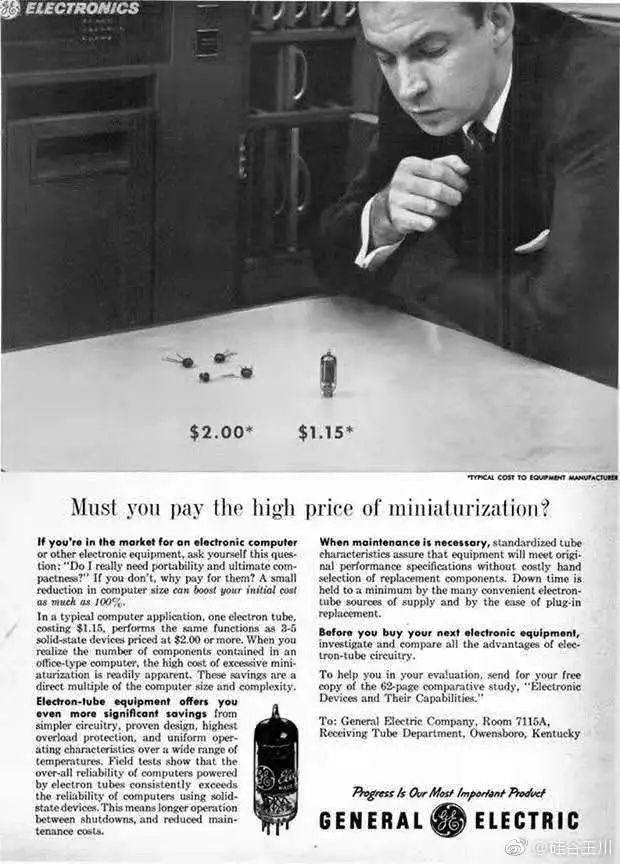 GE ELECTRONICS
$2.00* $1.15*
*TYPICAL COST TO EQUIPMENT MANUFACTURER
Must you pay the high price of miniaturization?
If you're in the market for an electronic computer
or other electronic equipment, ask yourself this ques-
tion: "Do I really need portability and ultimate com-
pactness?" If you don't, why pay for them? A small
reduction in computer size can boost your initial cost
as much as 100%.
In a typical computer application, one electron tube,
costing $1.15, performs the same functions as 3-5
solid-state devices priced at $2.00 or more. When you
realize the number of components contained in an
office-type computer, the high cost of excessive mini-
aturization is readily apparent. These savings are a
direct multiple of the computer size and complexity.
Electron-tube equipment offers you
even more significant savings from
simpler circuitry, proven design, highest
overload protection, and uniform oper-
ating characteristics over a wide range of
temperatures. Field tests show that the
over-all reliability of computers powered
by electron tubes consistently exceeds
the reliability of computers using solid-
state devices. This means longer operation
between shutdowns, and reduced main-
tenance costs.
When maintenance is necessary, standardized tube
characteristics assure that equipment will meet origi-
nal performance specifications without costly hand
selection of replacement components. Down time is
held to a minimum by the many convenient electron-
tube sources of supply and by the ease of plug-in
replacement.
Before you buy your next electronic equipment,
investigate and compare all the advantages of elec-
tron-tube circuitry.
To help you in your evaluation, send for your free
copy of the 62-page comparative study, "Electronic
Devices and Their Capabilities."
To: General Electric Company, Room 7115A,
Receiving Tube Department, Owensboro, Kentucky
Progress Is Our Most Important Product
GENERAL GE ELECTRIC
@硅谷王川